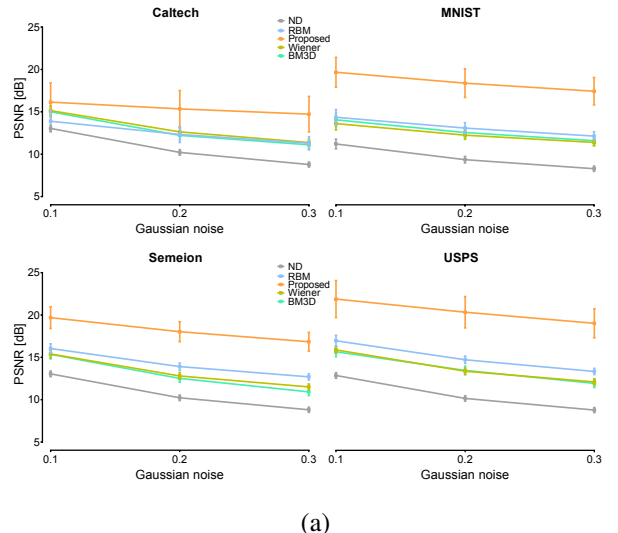 Caltech
MNIST
ND
RBM
Proposed
Wiener
BM3D
PSNR [dB]
25
20
15
10
5
0.1 0.2 0.3
0.1 0.2 0.3
Gaussian noise
Gaussian noise
Semeion
USPS
ND
RBM
Proposed
Wiener
BM3D
PSNR [dB]
25
20
15
10
5
0.1 0.2 0.3
0.1 0.2 0.3
Gaussian noise
Gaussian noise
(a)